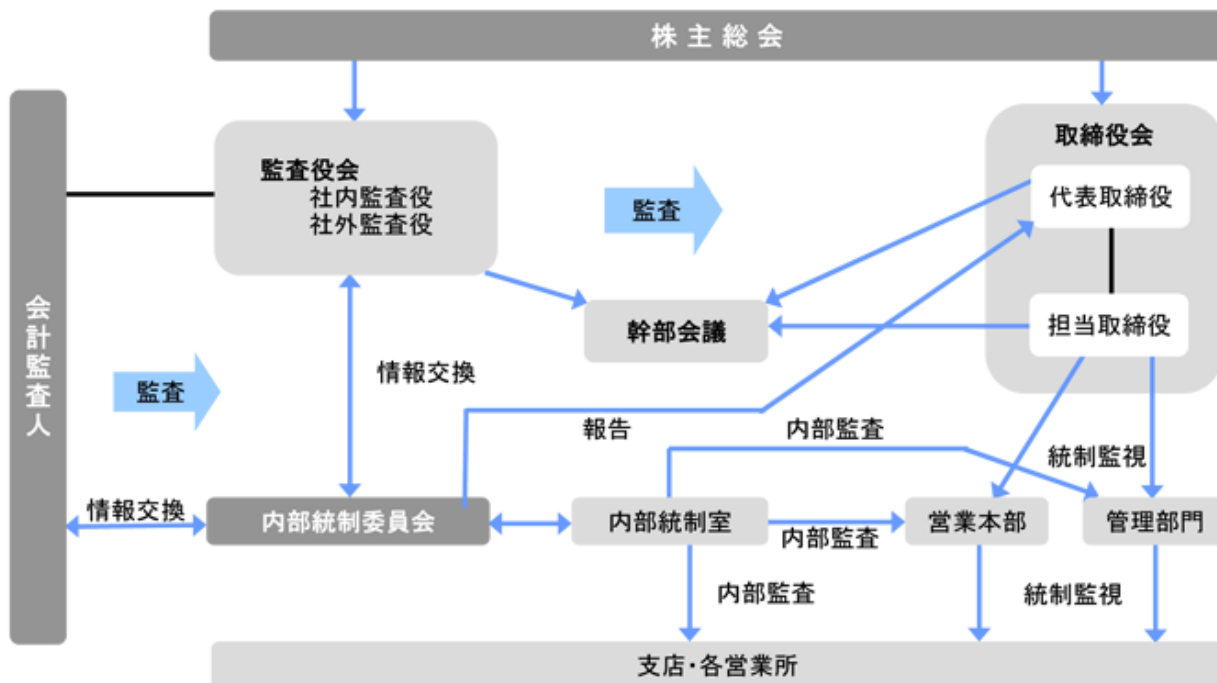 株主総会
監査役会
社内監査役
社外監査役
監査
取締役会
代表取締役
担当取締役
幹部会議
会計監査人
監査
情報交換
報告
内部監査
統制監視
情報交換
内部統制委員会
内部統制室
内部監査
営業本部
管理部門
内部監査
統制監視
支店・各営業所